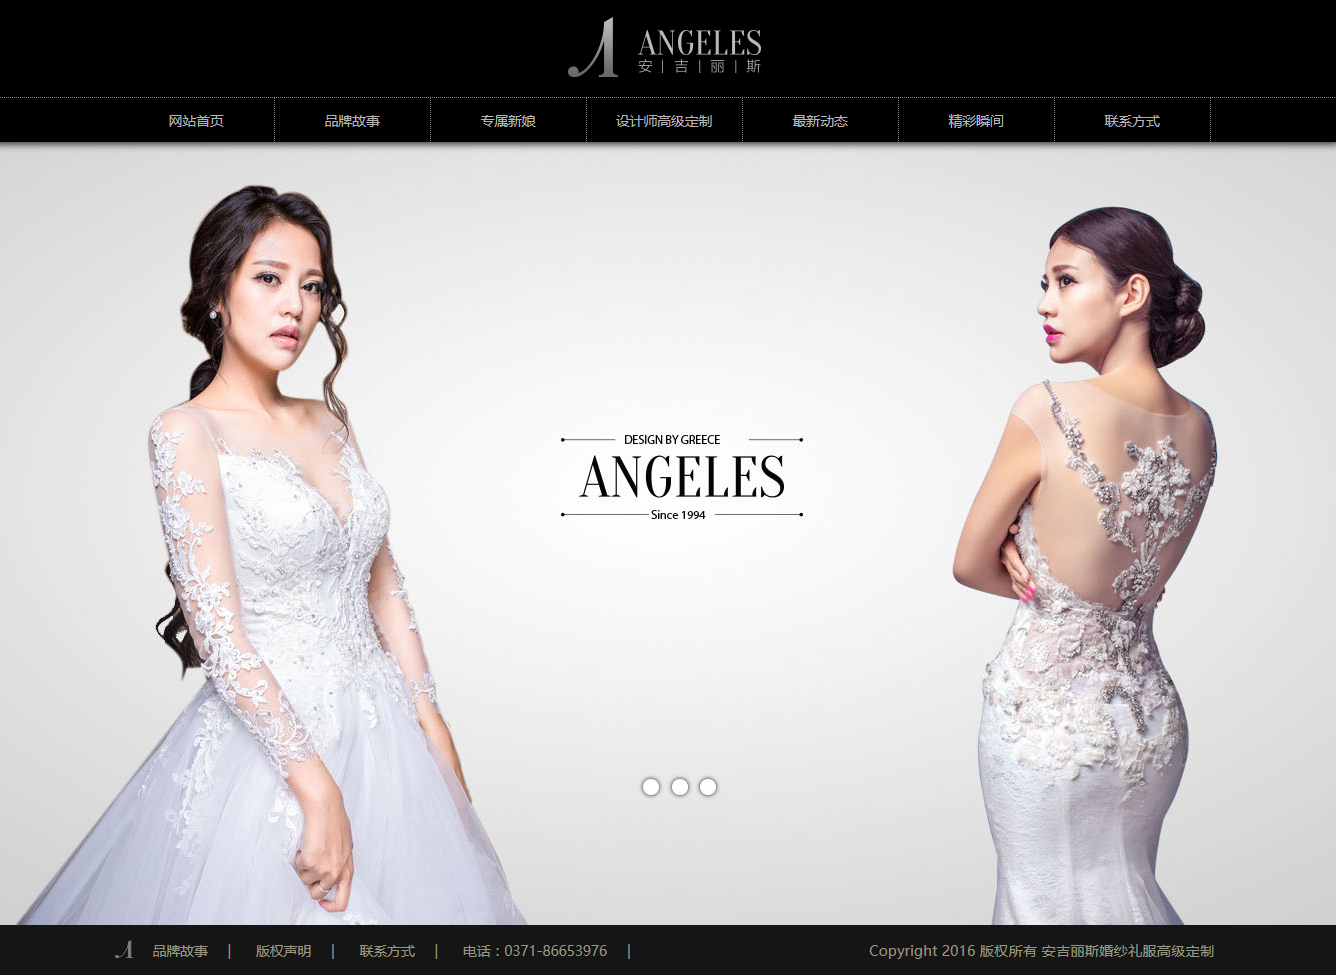 ANGELES
安 | 吉 | 丽 | 斯
网站首页
品牌故事
专属新娘
设计师高级定制
最新动态
精彩瞬间
联系方式
DESIGN BY GREECE
ANGELES
Since 1994
品牌故事 | 版权声明 | 联系方式 | 电话：0371-86653976 |
Copyright 2016 版权所有 安吉丽斯婚纱礼服高级定制